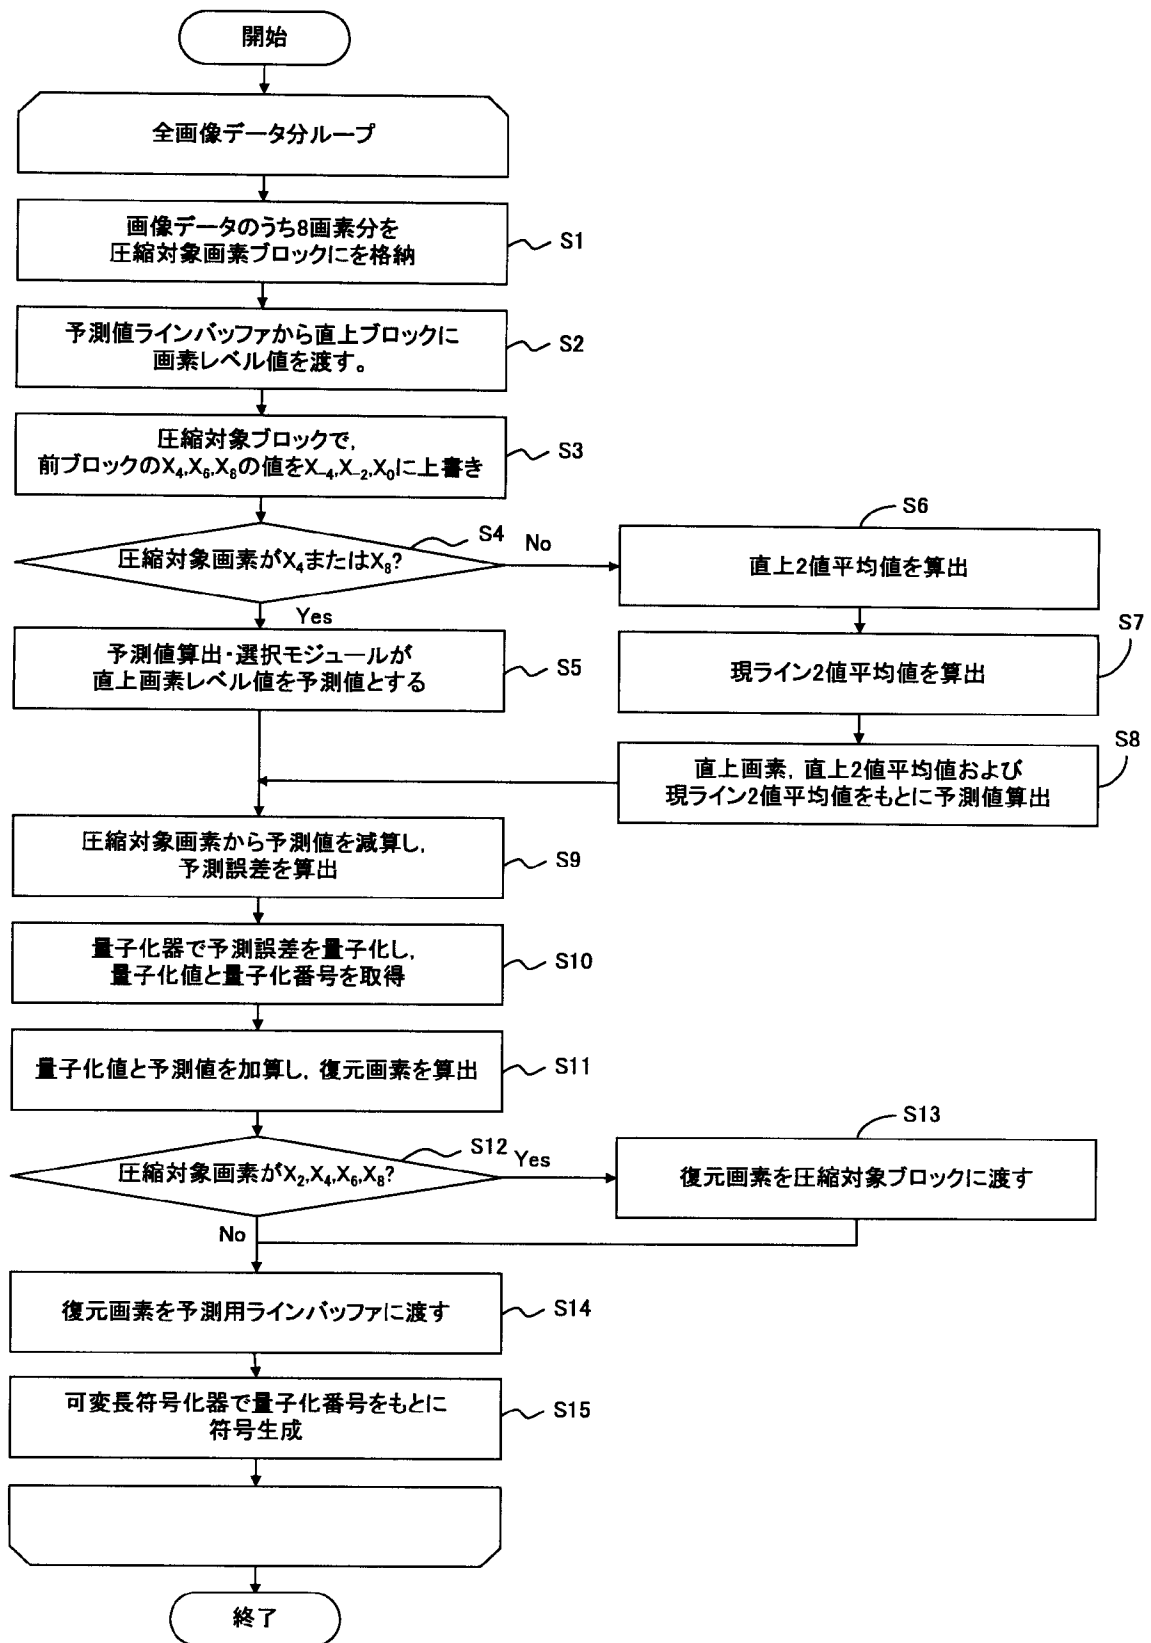 開始
全画像データ分ループ
画像データのうち8画素分を
圧縮対象画素ブロックにを格納
S1
予測値ラインバッファから直上ブロックに
画素レベル値を渡す。
S2
圧縮対象ブロックで,
前ブロックのX₄,X₆,X₈の値をX₋₄,X₋₂,X₀に上書き
S3
圧縮対象画素がX₄またはX₈?
S4
No
Yes
直上2値平均値を算出
S6
予測値算出・選択モジュールが
直上画素レベル値を予測値とする
S5
現ライン2値平均値を算出
S7
直上画素, 直上2値平均値および
現ライン2値平均値をもとに予測値算出
S8
圧縮対象画素から予測値を減算し,
予測誤差を算出
S9
量子化器で予測誤差を量子化し,
量子化値と量子化番号を取得
S10
量子化値と予測値を加算し, 復元画素を算出
S11
圧縮対象画素がX₂,X₄,X₆,X₈?
S12
Yes
No
復元画素を圧縮対象ブロックに渡す
S13
復元画素を予測用ラインバッファに渡す
S14
可変長符号化器で量子化番号をもとに
符号生成
S15
終了